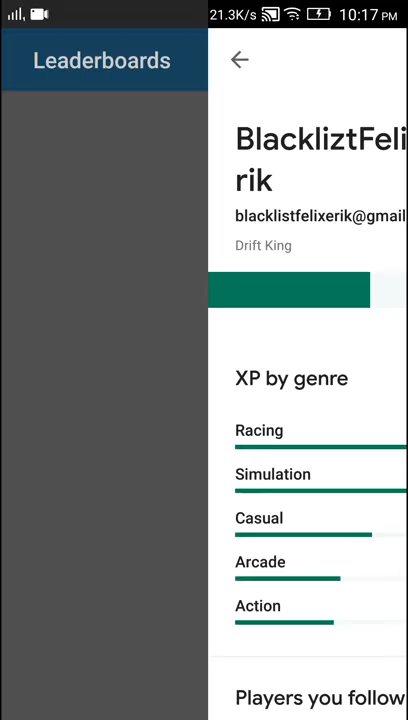 21.3K/s 10:17 PM
Leaderboards
BlackliztFeli
rik
blacklistfelixerik@gmail
Drift King
XP by genre
Racing
Simulation
Casual
Arcade
Action
Players you follow